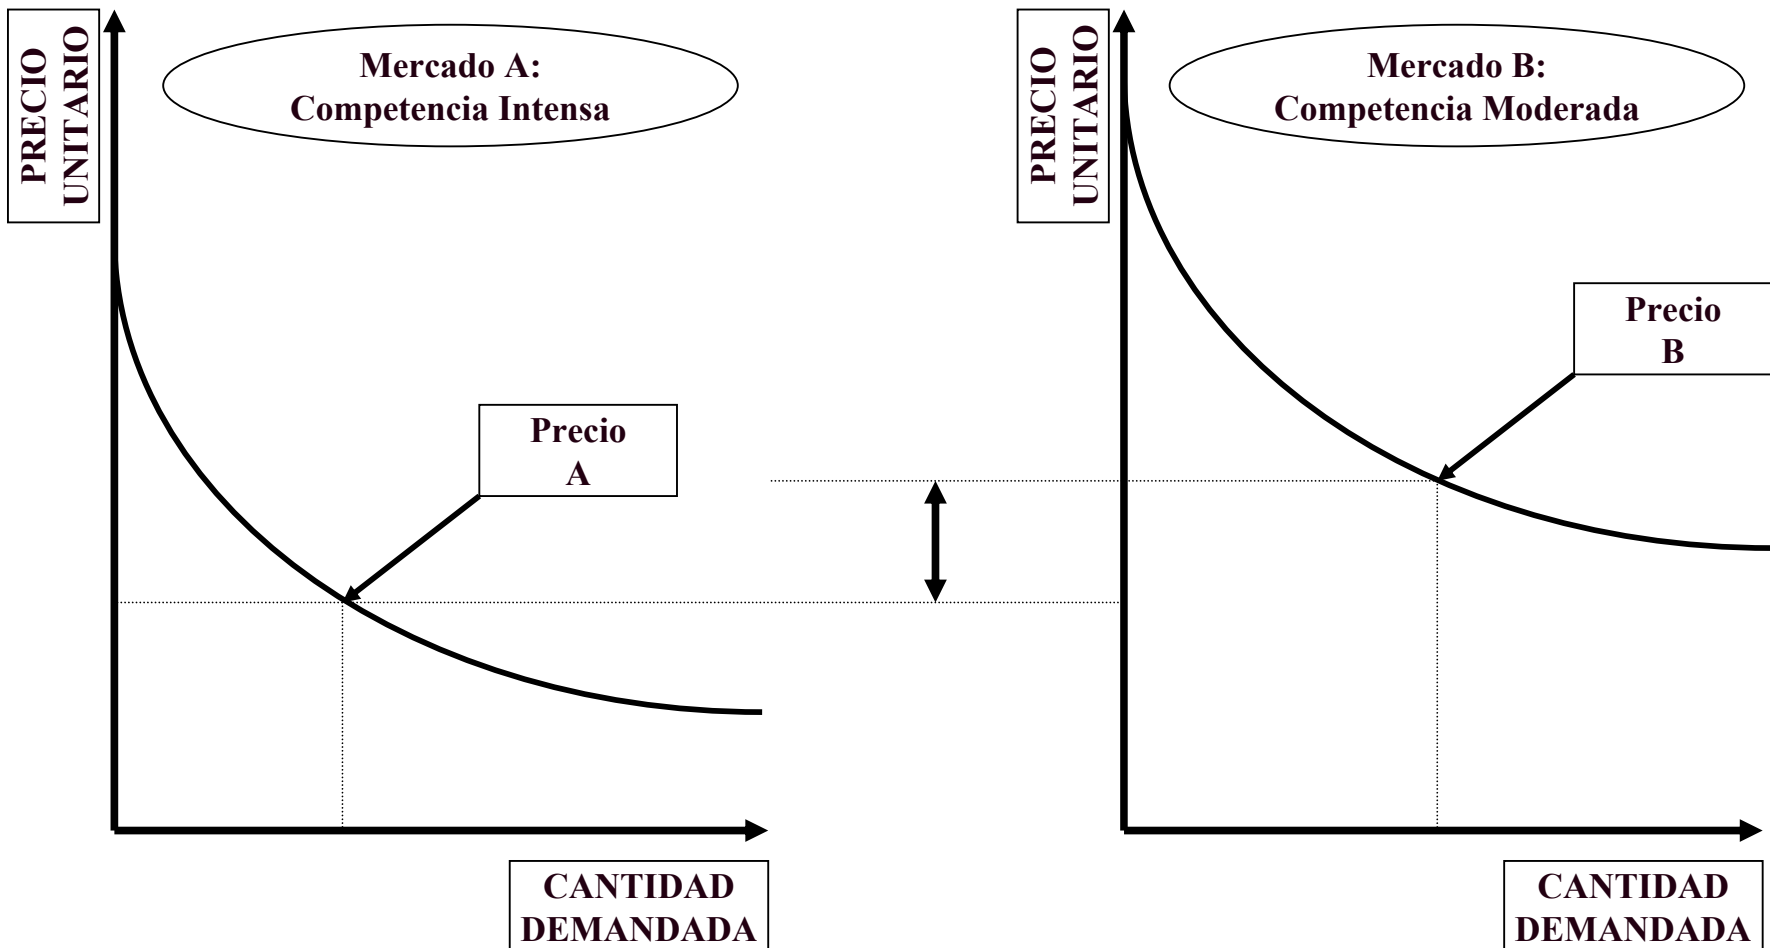 PRECIO
UNITARIO
Mercado A:
Competencia Intensa
Precio
A
CANTIDAD
DEMANDADA
PRECIO
UNITARIO
Mercado B:
Competencia Moderada
Precio
B
CANTIDAD
DEMANDADA